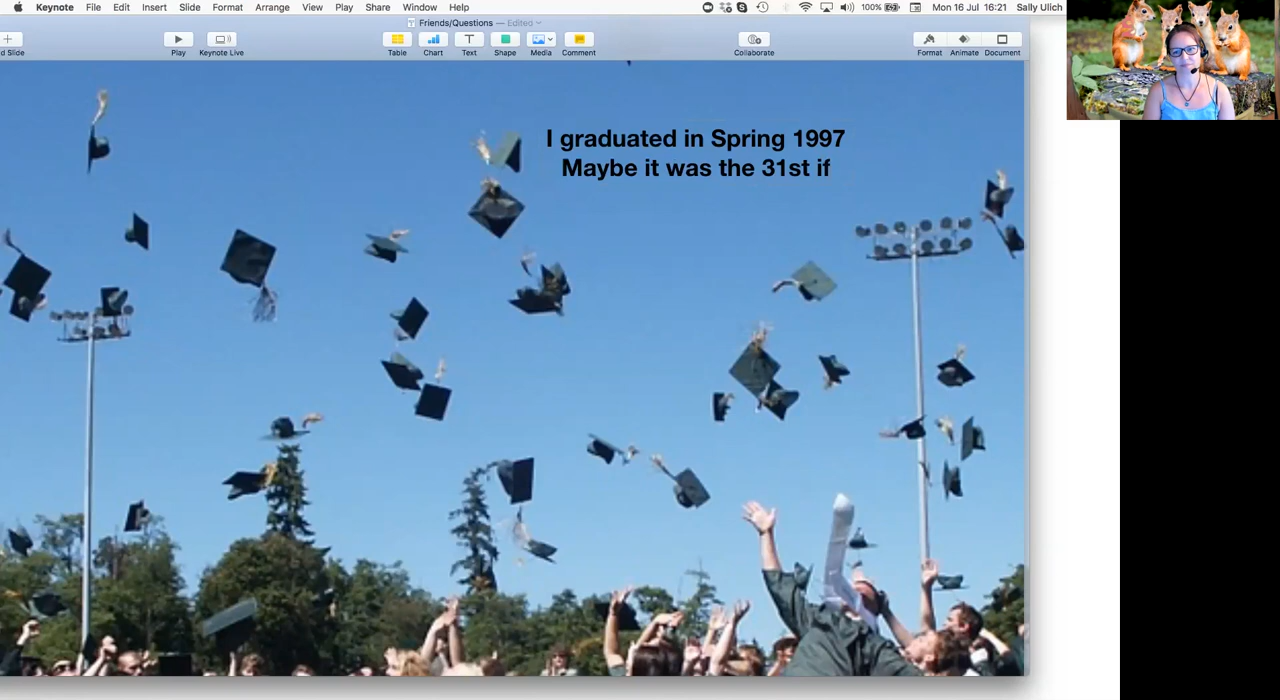 Keynote File Edit Insert Slide Format Arrange View Play Share Window Help 100% Mon 16 Jul 16:21 Sally Ulich
Friends/Questions — Edited
d Slide Play Keynote Live Table Chart Text Shape Media Comment Collaborate Format Animate Document
I graduated in Spring 1997
Maybe it was the 31st if